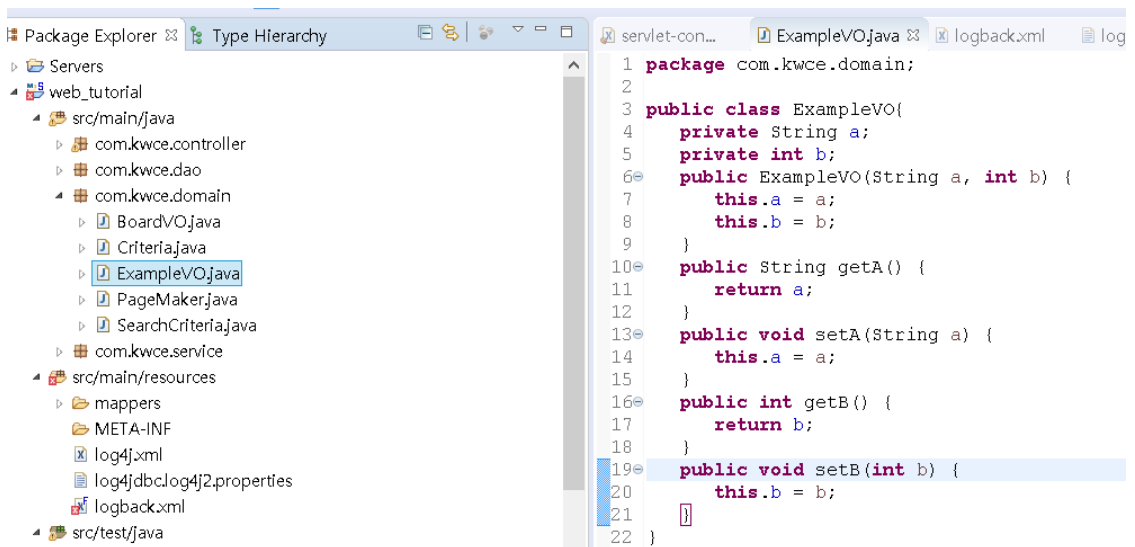 Package Explorer Type Hierarchy
Servers
web_tutorial
src/main/java
com.kwce.controller
com.kwce.dao
com.kwce.domain
BoardVO.java
Criteria.java
ExampleVO.java
PageMaker.java
SearchCriteria.java
com.kwce.service
src/main/resources
mappers
META-INF
log4j.xml
log4jdbc.log4j2.properties
logback.xml
src/test/java
servlet-con... ExampleVO.java logback.xml log
1 package com.kwce.domain;
2
3 public class ExampleVO{
4 private String a;
5 private int b;
6 public ExampleVO(String a, int b) {
7 this.a = a;
8 this.b = b;
9 }
10 public String getA() {
11 return a;
12 }
13 public void setA(String a) {
14 this.a = a;
15 }
16 public int getB() {
17 return b;
18 }
19 public void setB(int b) {
20 this.b = b;
21 }
22 }